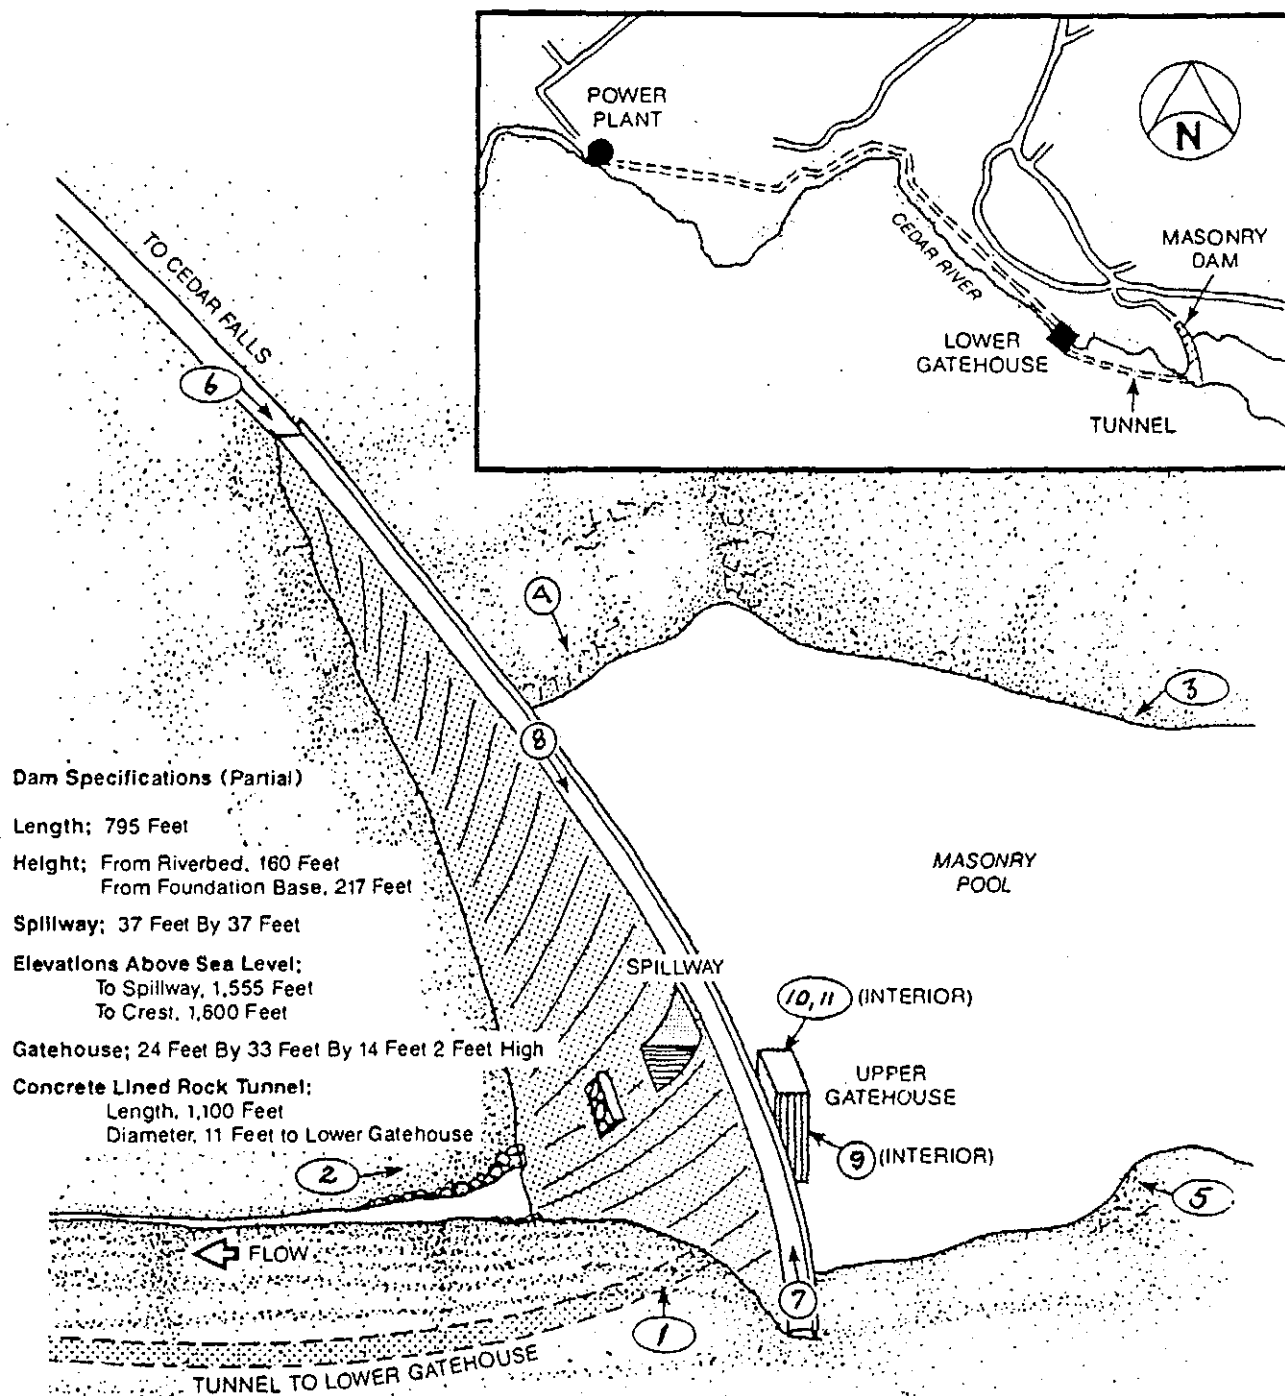 POWER
PLANT
N
CEDAR RIVER
MASONRY
DAM
LOWER
GATEHOUSE
TUNNEL
TO CEDAR FALLS
6
A
3
8
Dam Specifications (Partial)
Length; 795 Feet
Height; From Riverbed, 160 Feet
From Foundation Base, 217 Feet
Spillway; 37 Feet By 37 Feet
Elevations Above Sea Level;
To Spillway, 1,555 Feet
To Crest, 1,600 Feet
Gatehouse; 24 Feet By 33 Feet By 14 Feet 2 Feet High
Concrete Lined Rock Tunnel;
Length, 1,100 Feet
Diameter, 11 Feet to Lower Gatehouse
MASONRY
POOL
SPILLWAY
10, 11 (INTERIOR)
UPPER
GATEHOUSE
9 (INTERIOR)
2
5
FLOW
7
1
TUNNEL TO LOWER GATEHOUSE